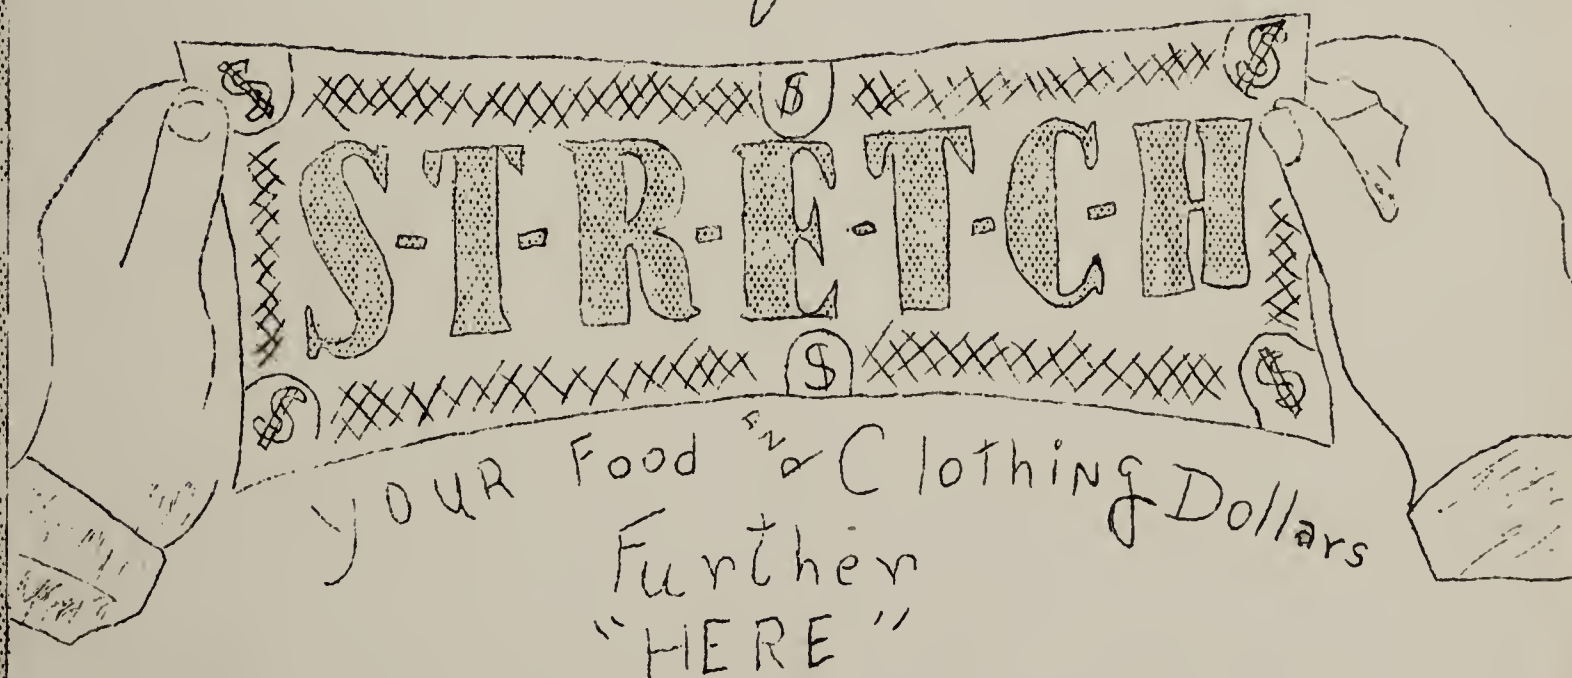 $ $ $
S-T-R-E-T-C-H
$ $ $
YOUR Food AND Clothing Dollars
Further
"HERE"